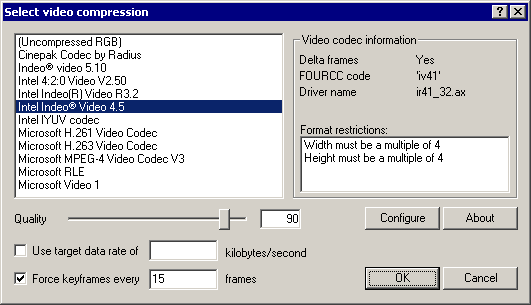 Select video compression
(Uncompressed RGB)
Cinepak Codec by Radius
Indeo® video 5.10
Intel 4:2:0 Video V2.50
Intel Indeo(R) Video R3.2
Intel Indeo® Video 4.5
Intel IYUV codec
Microsoft H.261 Video Codec
Microsoft H.263 Video Codec
Microsoft MPEG-4 Video Codec V3
Microsoft RLE
Microsoft Video 1
Video codec information
Delta frames Yes
FOURCC code 'iv41'
Driver name ir41_32.ax
Format restrictions:
Width must be a multiple of 4
Height must be a multiple of 4
Quality 90
Configure About
Use target data rate of kilobytes/second
Force keyframes every 15 frames
OK Cancel